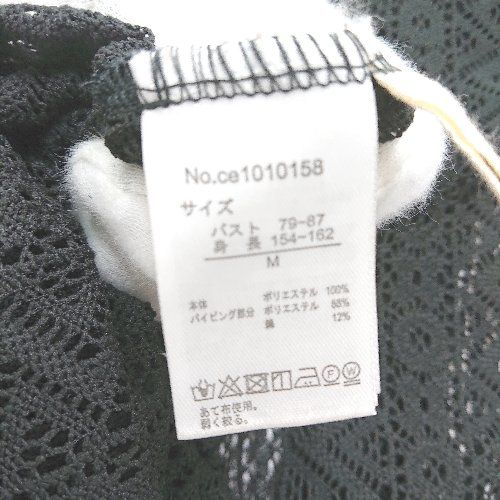 No.ce1010158
サイズ
バスト 79-87
身 長 154-162
M
本体 ポリエステル 100%
パイピング部分 ポリエステル 88%
綿 12%
あて布使用。
弱く絞る。